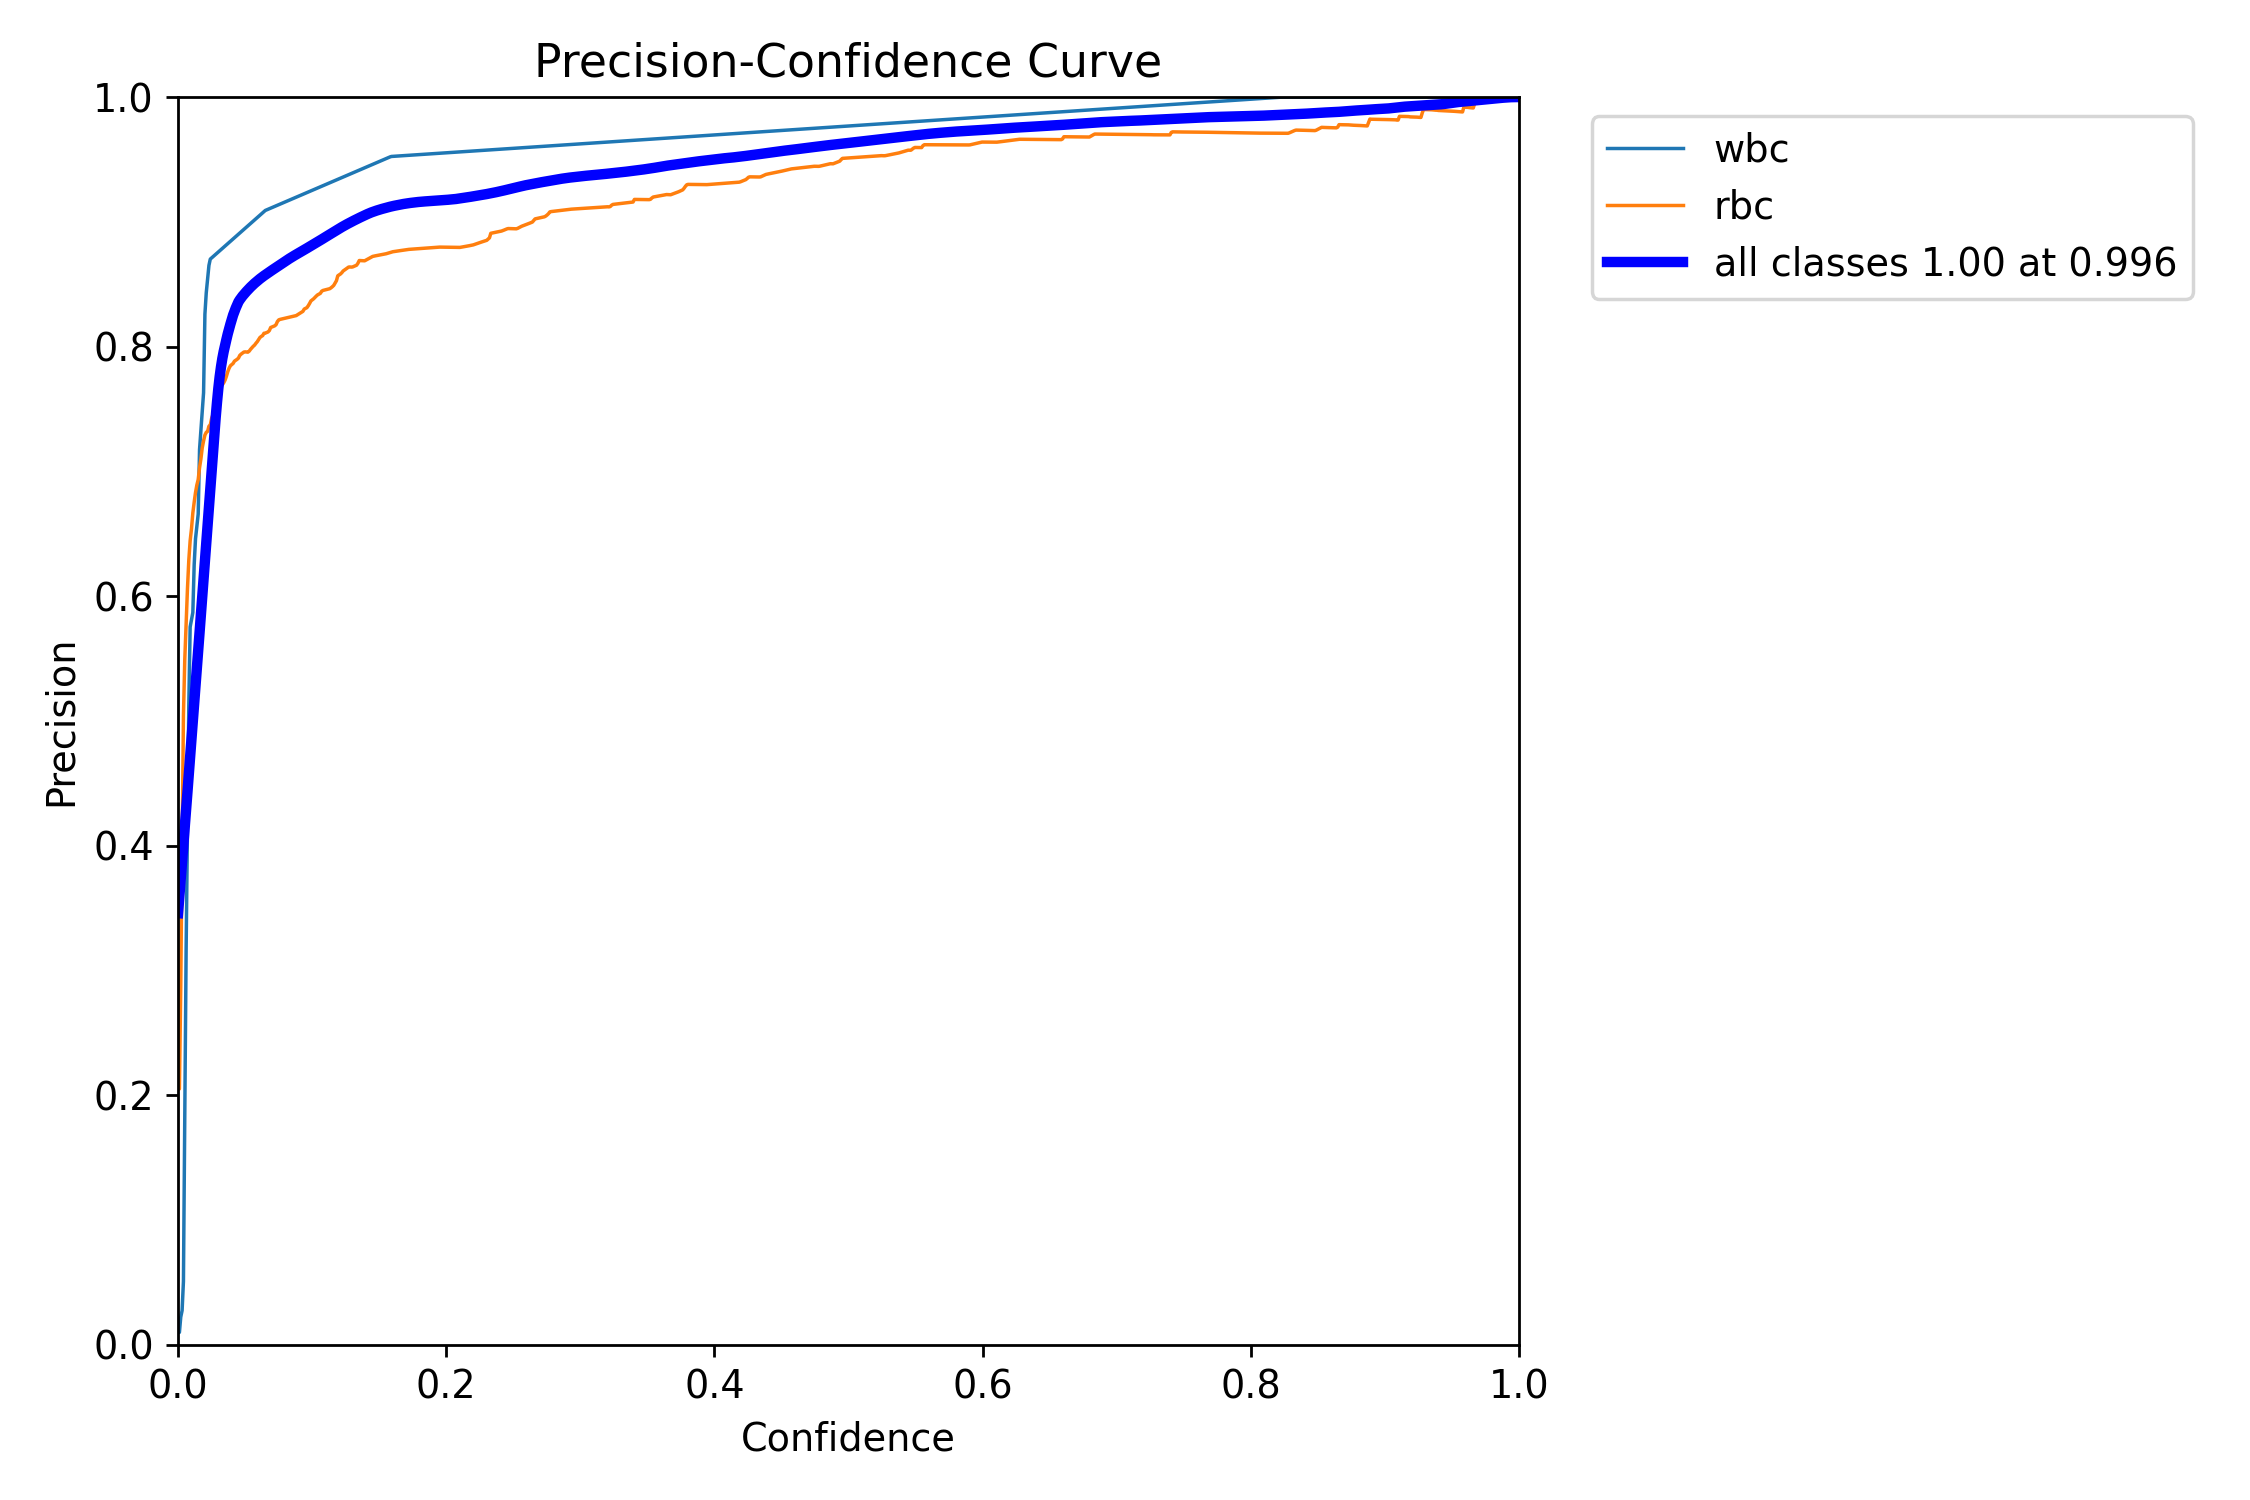 Precision-Confidence Curve
1.0
0.8
0.6
0.4
0.2
0.0
Precision
0.0 0.2 0.4 0.6 0.8 1.0
Confidence
wbc
rbc
all classes 1.00 at 0.996